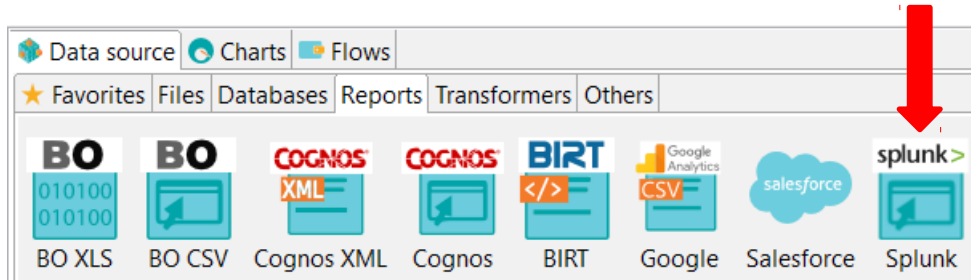 Data source Charts Flows
Favorites Files Databases Reports Transformers Others
BO BO COGNOS COGNOS BIRT Google Analytics salesforce splunk>
010100 XML </> CSV
010100
BO XLS BO CSV Cognos XML Cognos BIRT Google Salesforce Splunk